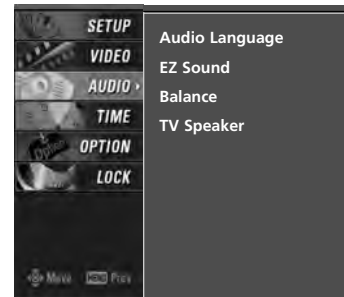 SETUP
VIDEO
AUDIO
TIME
OPTION
LOCK
Audio Language
EZ Sound
Balance
TV Speaker
Move Prev